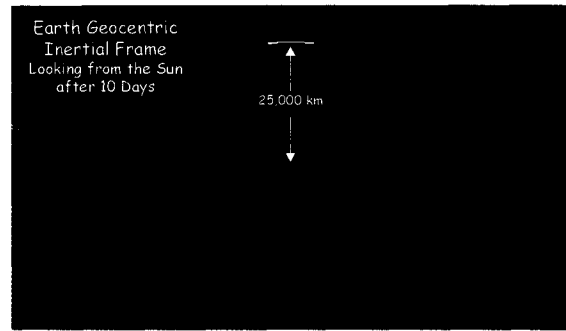 Earth Geocentric
Inertial Frame
Looking from the Sun
after 10 Days
25,000 km